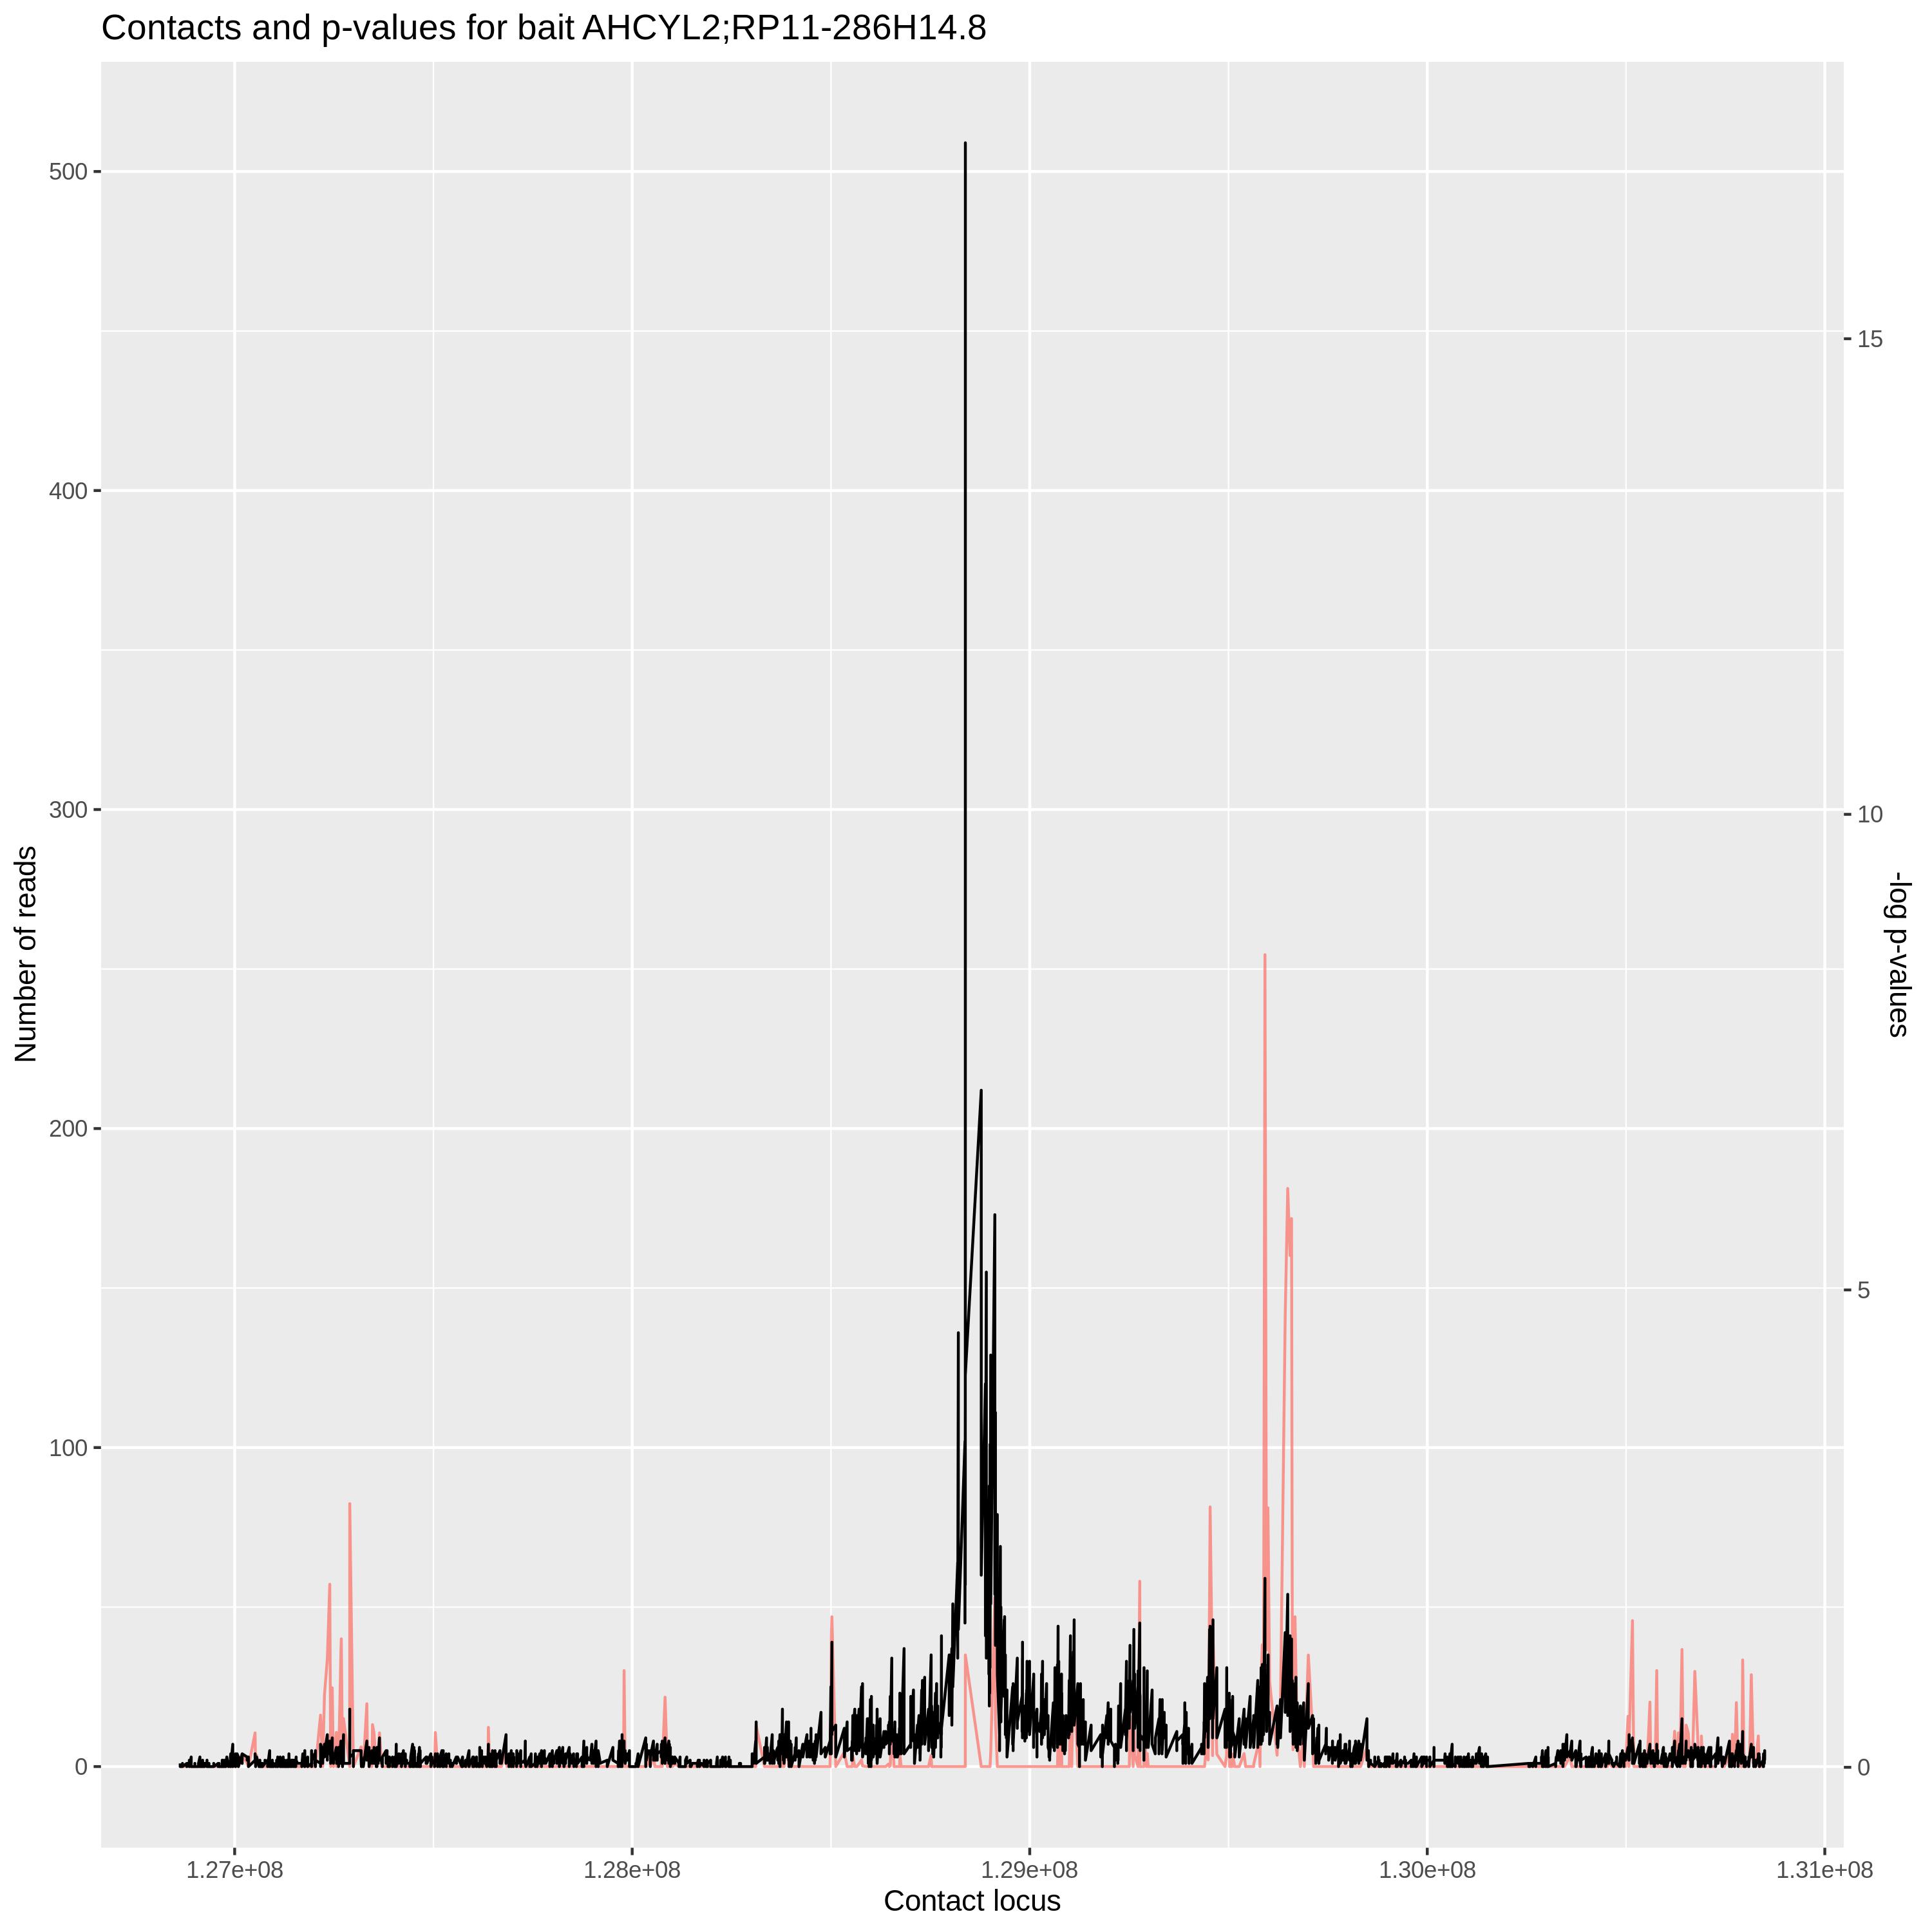 Contacts and p-values for bait AHCYL2;RP11-286H14.8
500
400
300
200
100
0
Number of reads
15
10
5
0
-log p-values
1.27e+08
1.28e+08
1.29e+08
1.30e+08
1.31e+08
Contact locus